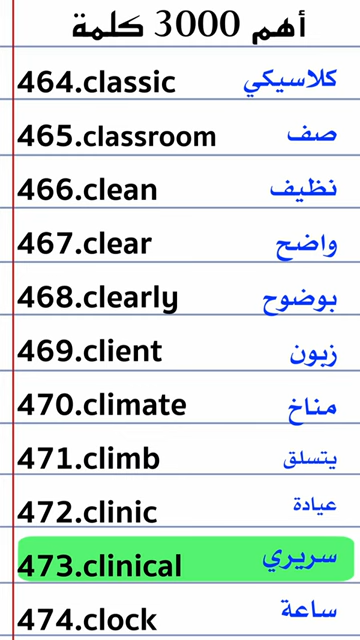 أهم 3000 كلمة
464.classic كلاسيكي
465.classroom صف
466.clean نظيف
467.clear واضح
468.clearly بوضوح
469.client زبون
470.climate مناخ
471.climb يتسلق
472.clinic عيادة
473.clinical سريري
474.clock ساعة